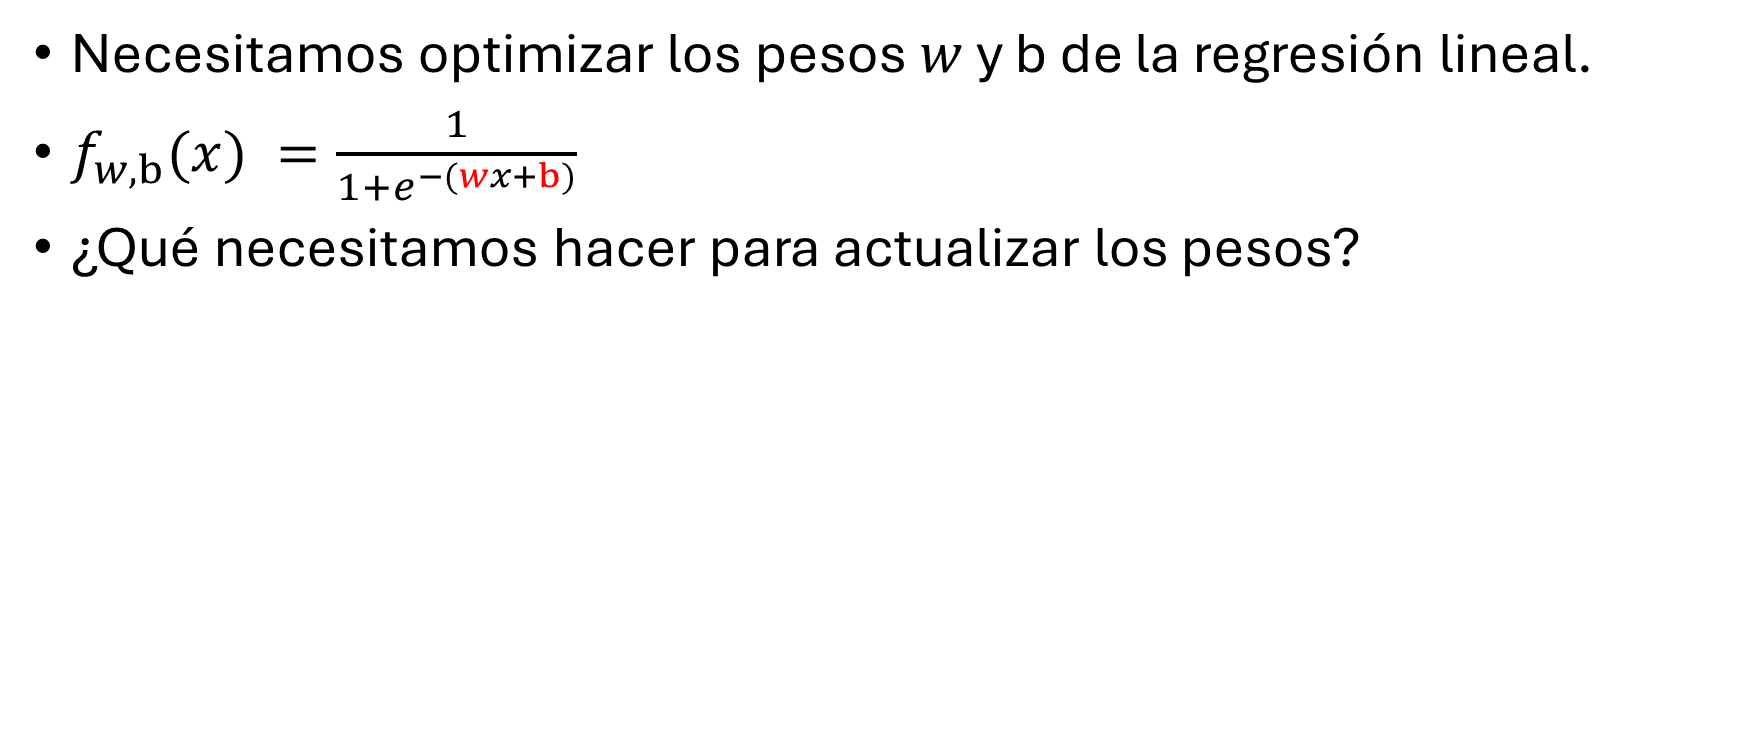 • Necesitamos optimizar los pesos w y b de la regresión lineal.
• f_{w,b}(x) = \frac{1}{1+e^{-(wx+b)}}
• ¿Qué necesitamos hacer para actualizar los pesos?